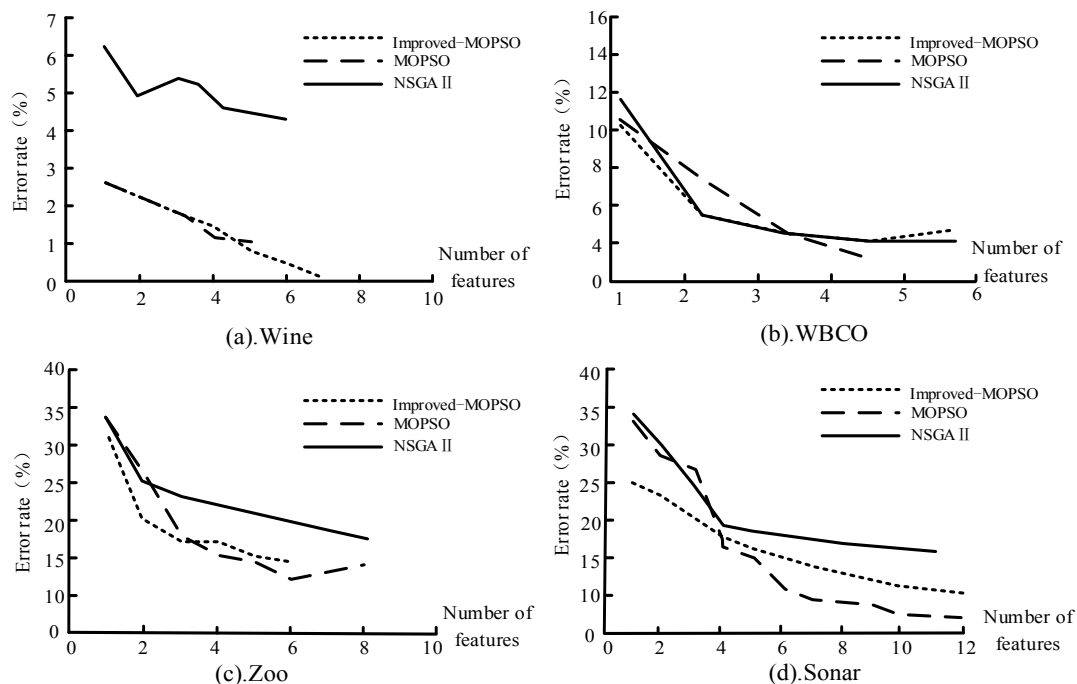 7
6
5
4
3
2
1
0
Error rate (%)
Improved-MOPSO
MOPSO
NSGA II
Number of
features
0 2 4 6 8 10
(a).Wine
16
14
12
10
8
6
4
0
Error rate (%)
Improved-MOPSO
MOPSO
NSGA II
Number of
features
1 2 3 4 5 6
(b).WBCO
40
35
30
25
20
15
10
0
Error rate (%)
Improved-MOPSO
MOPSO
NSGA II
Number of
features
0 2 4 6 8 10
(c).Zoo
40
35
30
25
20
15
10
0
Error rate (%)
Improved-MOPSO
MOPSO
NSGA II
Number of
features
0 2 4 6 8 10 12
(d).Sonar